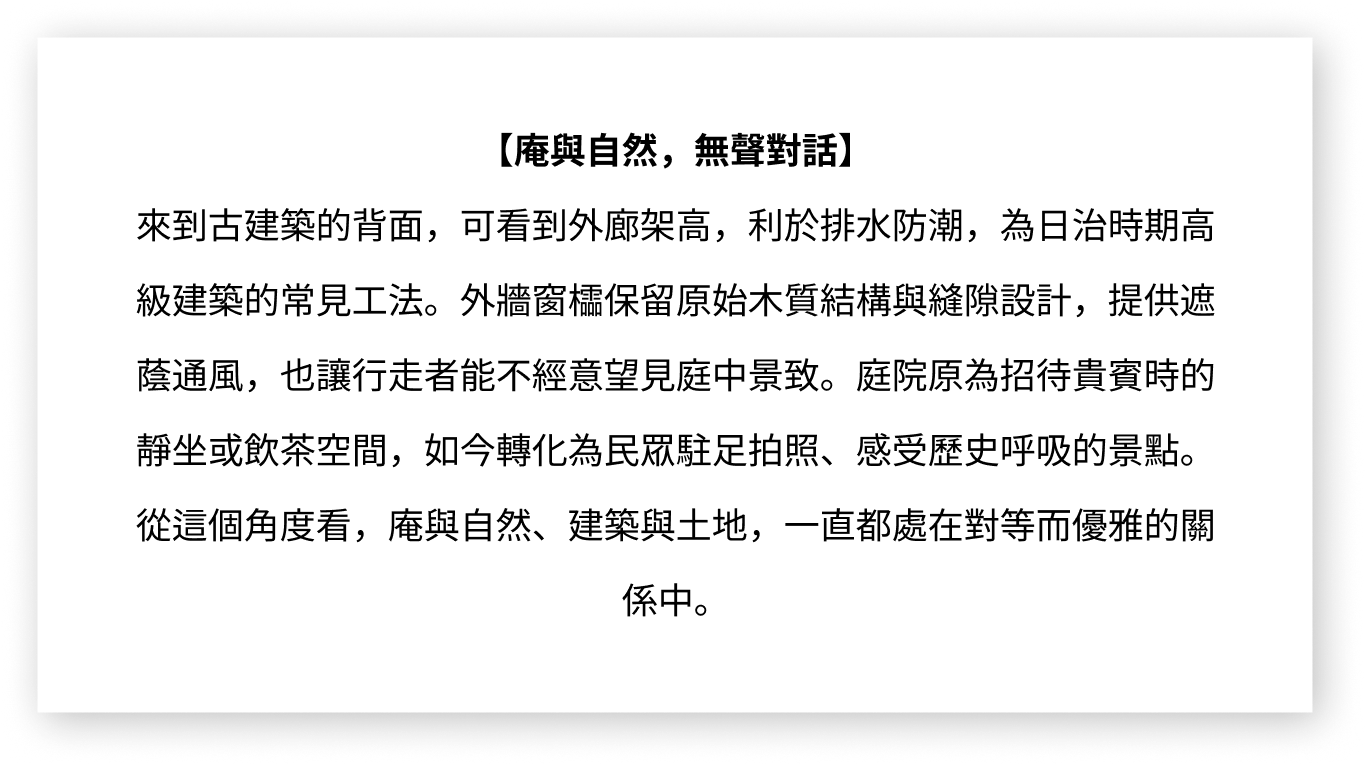 【庵與自然，無聲對話】
來到古建築的背面，可看到外廊架高，利於排水防潮，為日治時期高
級建築的常見工法。外牆窗櫺保留原始木質結構與縫隙設計，提供遮
蔭通風，也讓行走者能不經意望見庭中景致。庭院原為招待貴賓時的
靜坐或飲茶空間，如今轉化為民眾駐足拍照、感受歷史呼吸的景點。
從這個角度看，庵與自然、建築與土地，一直都處在對等而優雅的關
係中。